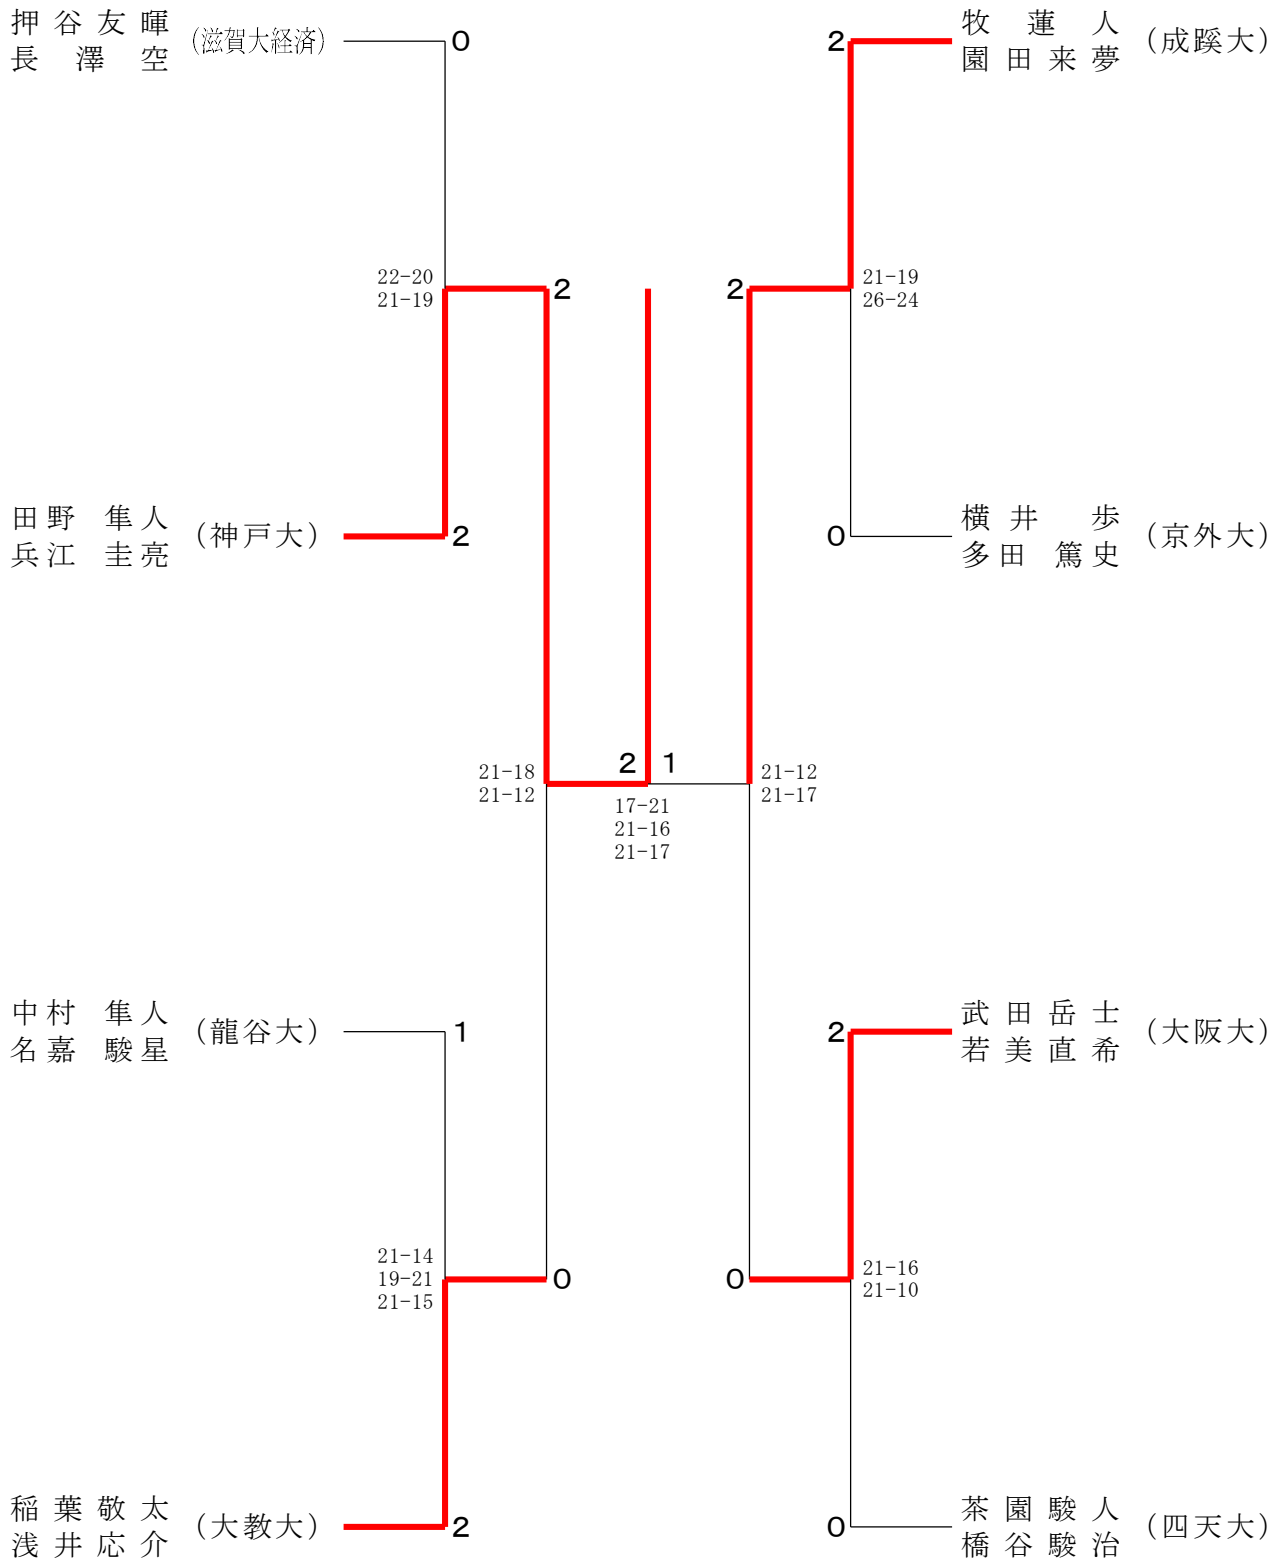 押谷友暉
長澤空
(滋賀大経済)
0
2
牧蓮人
園田来夢
(成蹊大)
22-20
21-19
2
2
21-19
26-24
田野 隼人
兵江 圭亮
(神戸大)
2
0
横井 歩
多田 篤史
(京外大)
21-18
21-12
2
1
17-21
21-16
21-17
21-12
21-17
中村 隼人
名嘉 駿星
(龍谷大)
1
2
武田岳士
若美直希
(大阪大)
21-14
19-21
21-15
0
0
21-16
21-10
稲葉敬太
浅井応介
(大教大)
2
0
茶園駿人
橋谷駿治
(四天大)